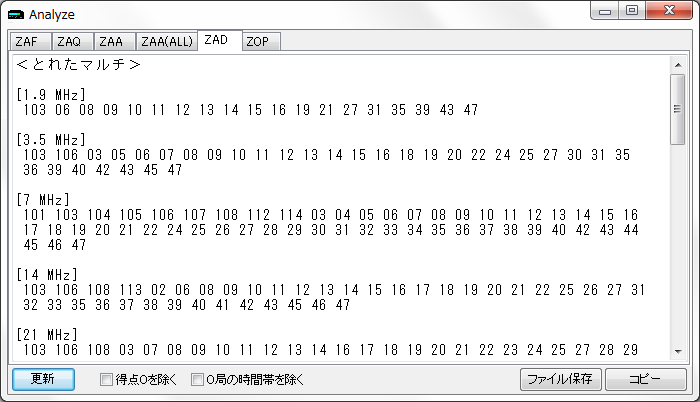 Analyze
ZAF ZAQ ZAA ZAA(ALL) ZAD ZOP
＜とれたマルチ＞
[1.9 MHz]
103 06 08 09 10 11 12 13 14 15 16 19 21 27 31 35 39 43 47
[3.5 MHz]
103 106 03 05 06 07 08 09 10 11 12 13 14 15 16 18 19 20 22 24 25 27 30 31 35
36 39 40 42 43 45 47
[7 MHz]
101 103 104 105 106 107 108 112 114 03 04 05 06 07 08 09 10 11 12 13 14 15 16
17 18 19 20 21 22 24 25 26 27 28 29 30 31 32 33 34 35 36 37 38 39 40 42 43 44
45 46 47
[14 MHz]
103 106 108 113 02 06 08 09 10 11 12 13 14 15 16 17 18 19 20 21 22 25 26 27 31
32 33 35 36 37 38 39 40 41 42 43 45 46 47
[21 MHz]
103 106 108 03 07 08 09 10 11 12 13 14 16 17 18 19 20 21 22 23 24 25 27 28 29
更新 得点0を除く 0局の時間帯を除く ファイル保存 コピー